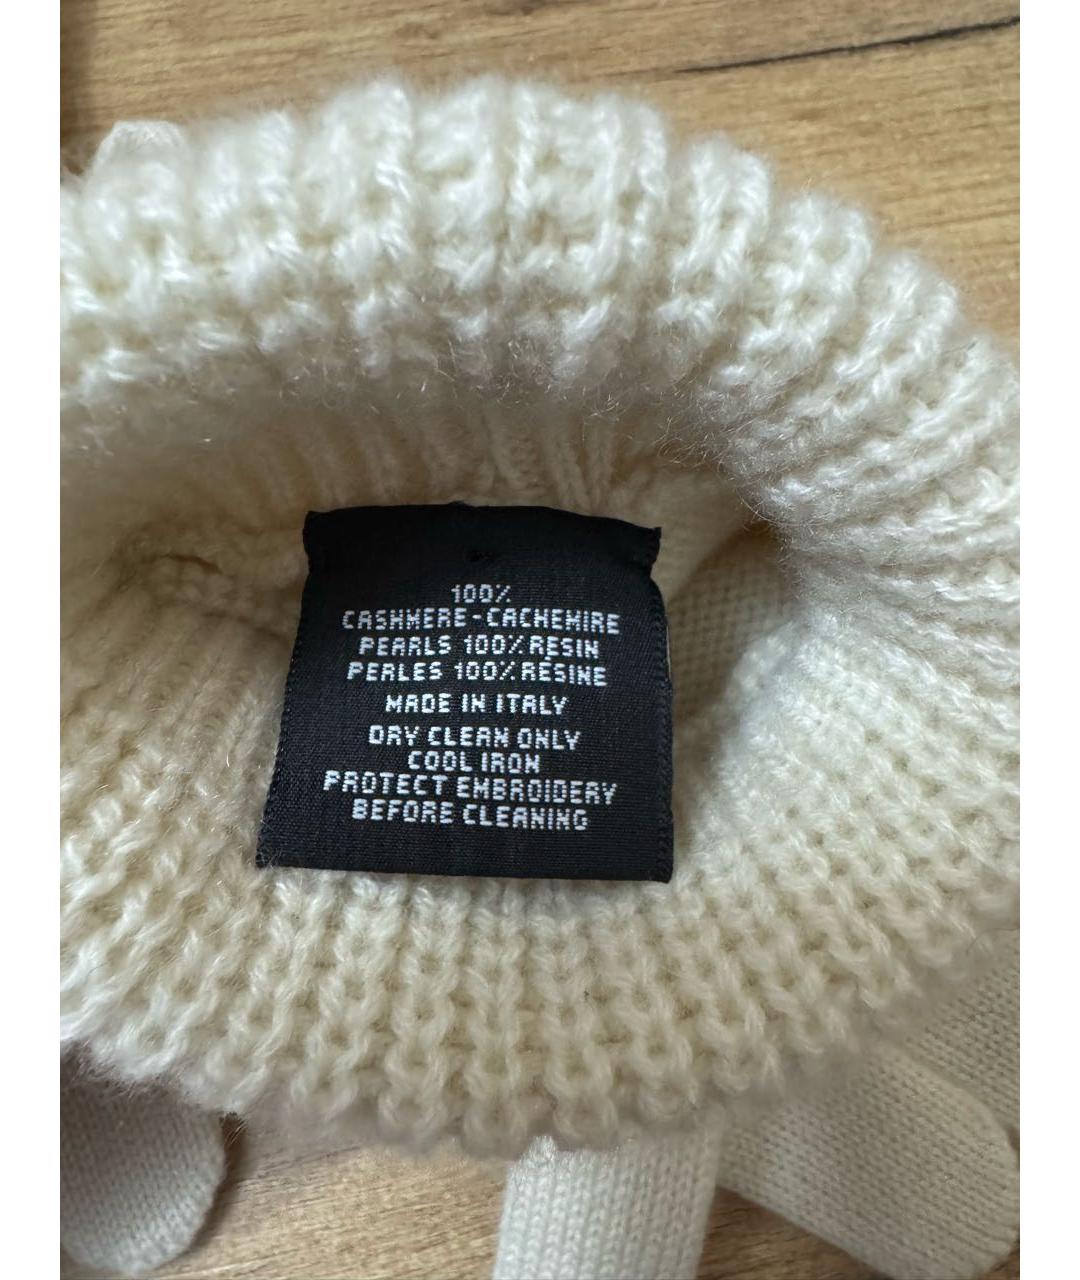 100%
CASHMERE-CACHEMIRE
PEARLS 100% RESIN
PERLES 100% RÉSINE
MADE IN ITALY
DRY CLEAN ONLY
COOL IRON
PROTECT EMBROIDERY
BEFORE CLEANING